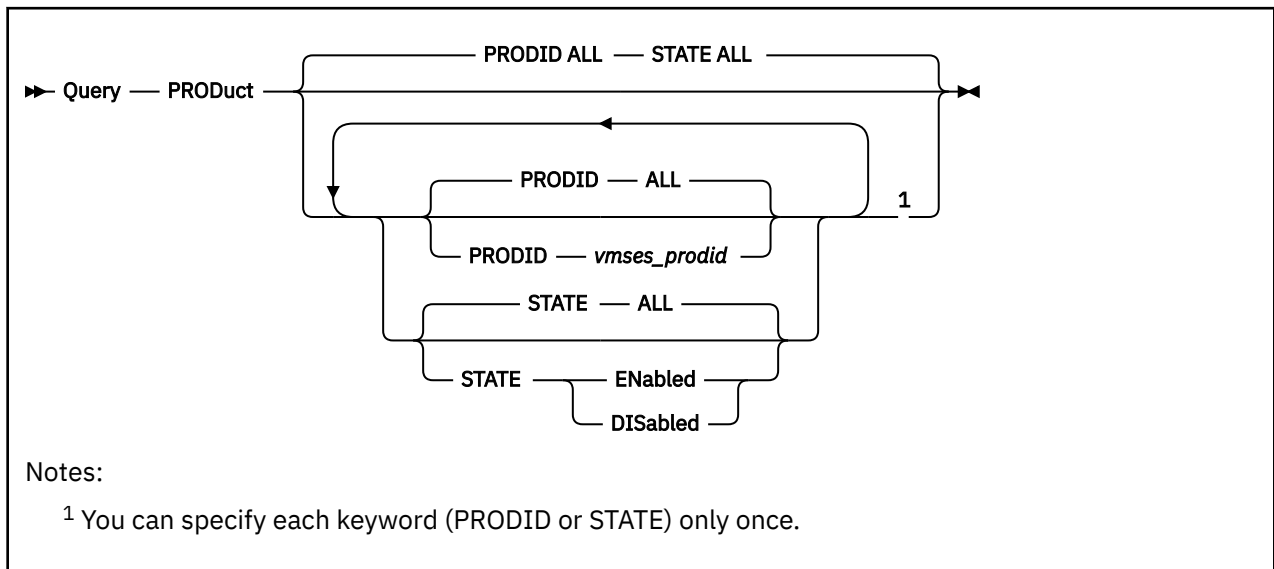 PRODID ALL STATE ALL
Query PRODuct
PRODID ALL
1
PRODID vmses_prodid
STATE ALL
STATE ENabled
DISabled
Notes:
1 You can specify each keyword (PRODID or STATE) only once.